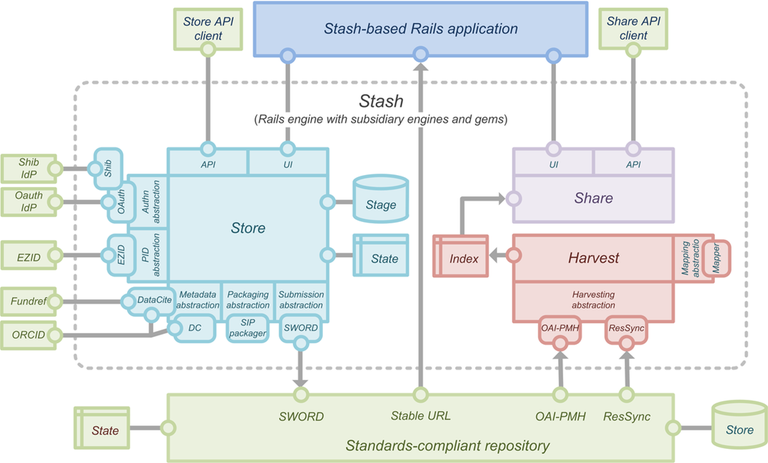 Store API
client
Stash-based Rails application
Share API
client
Stash
(Rails engine with subsidiary engines and gems)
Shib
IdP
Shib
API
UI
UI
API
Oauth
IdP
OAuth
Authn
abstraction
Stage
Share
Store
EZID
EZID
PID
abstraction
State
Index
Harvest
Mapping
abstractio
Mapper
Fundref
DataCite
Metadata
abstraction
Packaging
abstraction
Submission
abstraction
Harvesting
abstraction
ORCID
DC
SIP
packager
SWORD
OAI-PMH
ResSync
SWORD
Stable URL
OAI-PMH
ResSync
State
Store
Standards-compliant repository